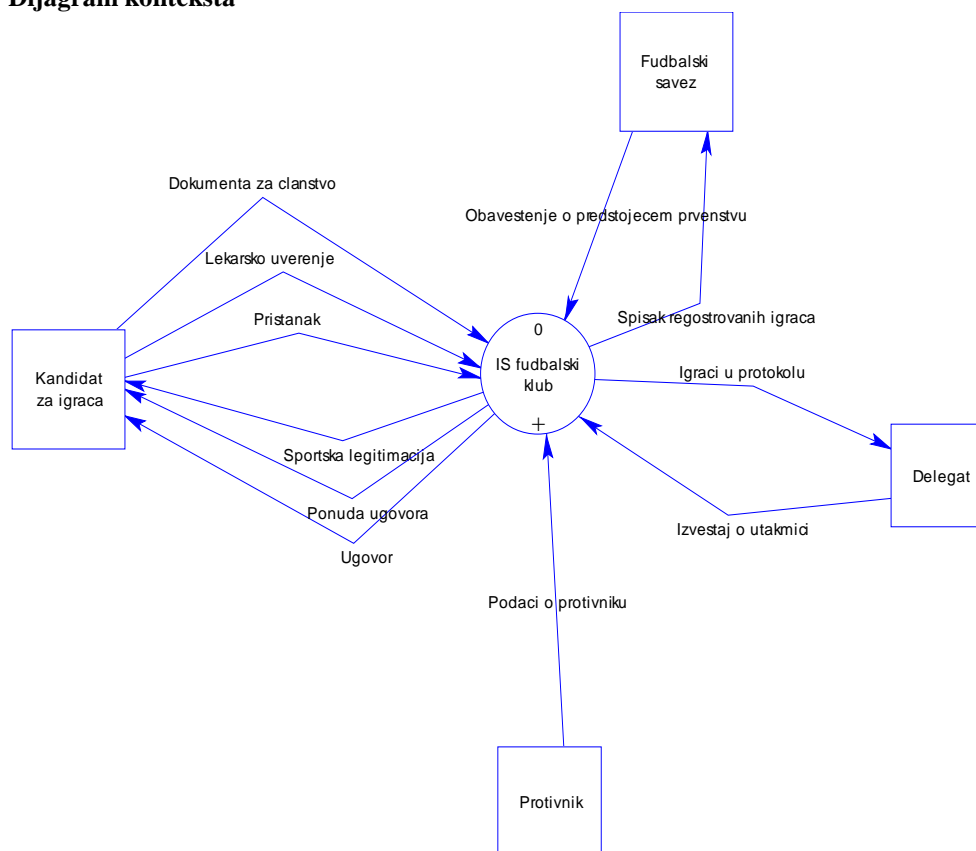 Dijagram konteksta
Fudbalski
savez
Dokumenta za clanstvo
Obavestenje o predstojecem prvenstvu
Lekarsko uverenje
Pristanak
0
Spisak regostrovanih igraca
IS fudbalski
klub
+
Igraci u protokolu
Kandidat
za igraca
Sportska legitimacija
Delegat
Ponuda ugovora
Izvestaj o utakmici
Ugovor
Podaci o protivniku
Protivnik